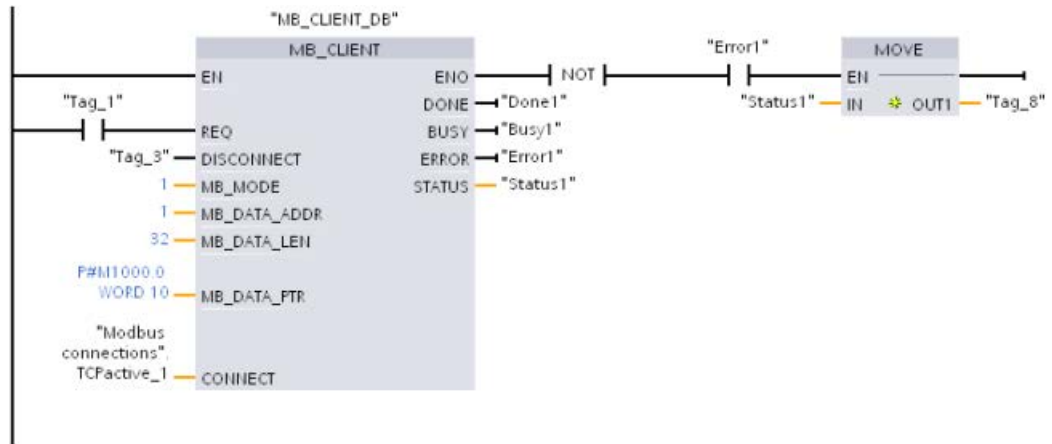 "MB_CLIENT_DB"
MB_CLIENT
"Error1"
MOVE
EN
ENO
NOT
EN
"Tag_1"
DONE
"Done1"
"Status1"
IN
OUT1
"Tag_8"
REQ
BUSY
"Busy1"
"Tag_3"
DISCONNECT
ERROR
"Error1"
1
MB_MODE
STATUS
"Status1"
1
MB_DATA_ADDR
32
MB_DATA_LEN
P#M1000.0
WORD 10
MB_DATA_PTR
"Modbus
connections".
TCPactive_1
CONNECT